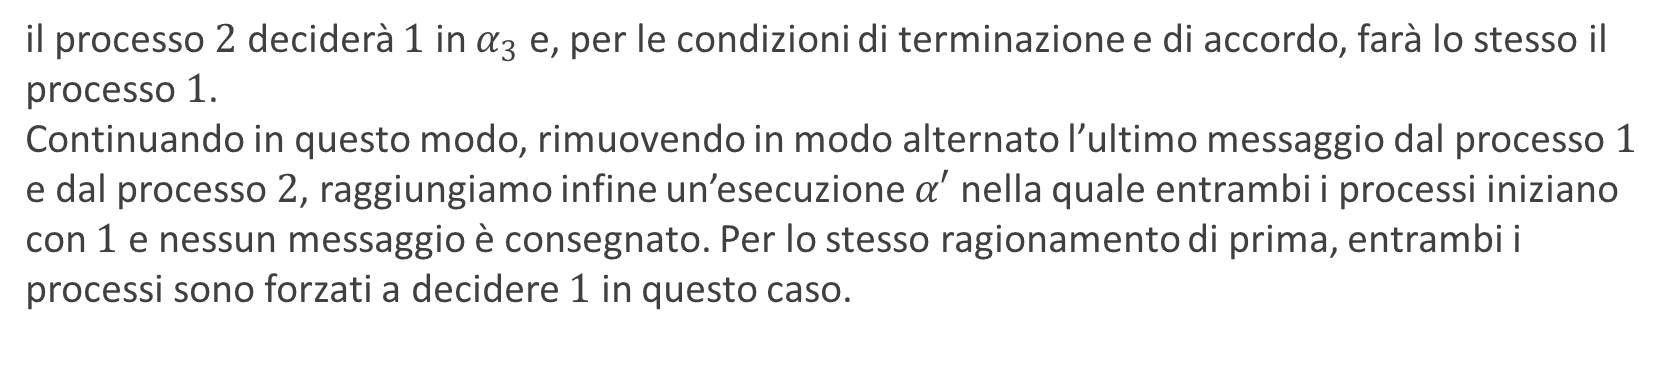 il processo 2 deciderà 1 in α₃ e, per le condizioni di terminazione e di accordo, farà lo stesso il
processo 1.
Continuando in questo modo, rimuovendo in modo alternato l’ultimo messaggio dal processo 1
e dal processo 2, raggiungiamo infine un’esecuzione α′ nella quale entrambi i processi iniziano
con 1 e nessun messaggio è consegnato. Per lo stesso ragionamento di prima, entrambi i
processi sono forzati a decidere 1 in questo caso.